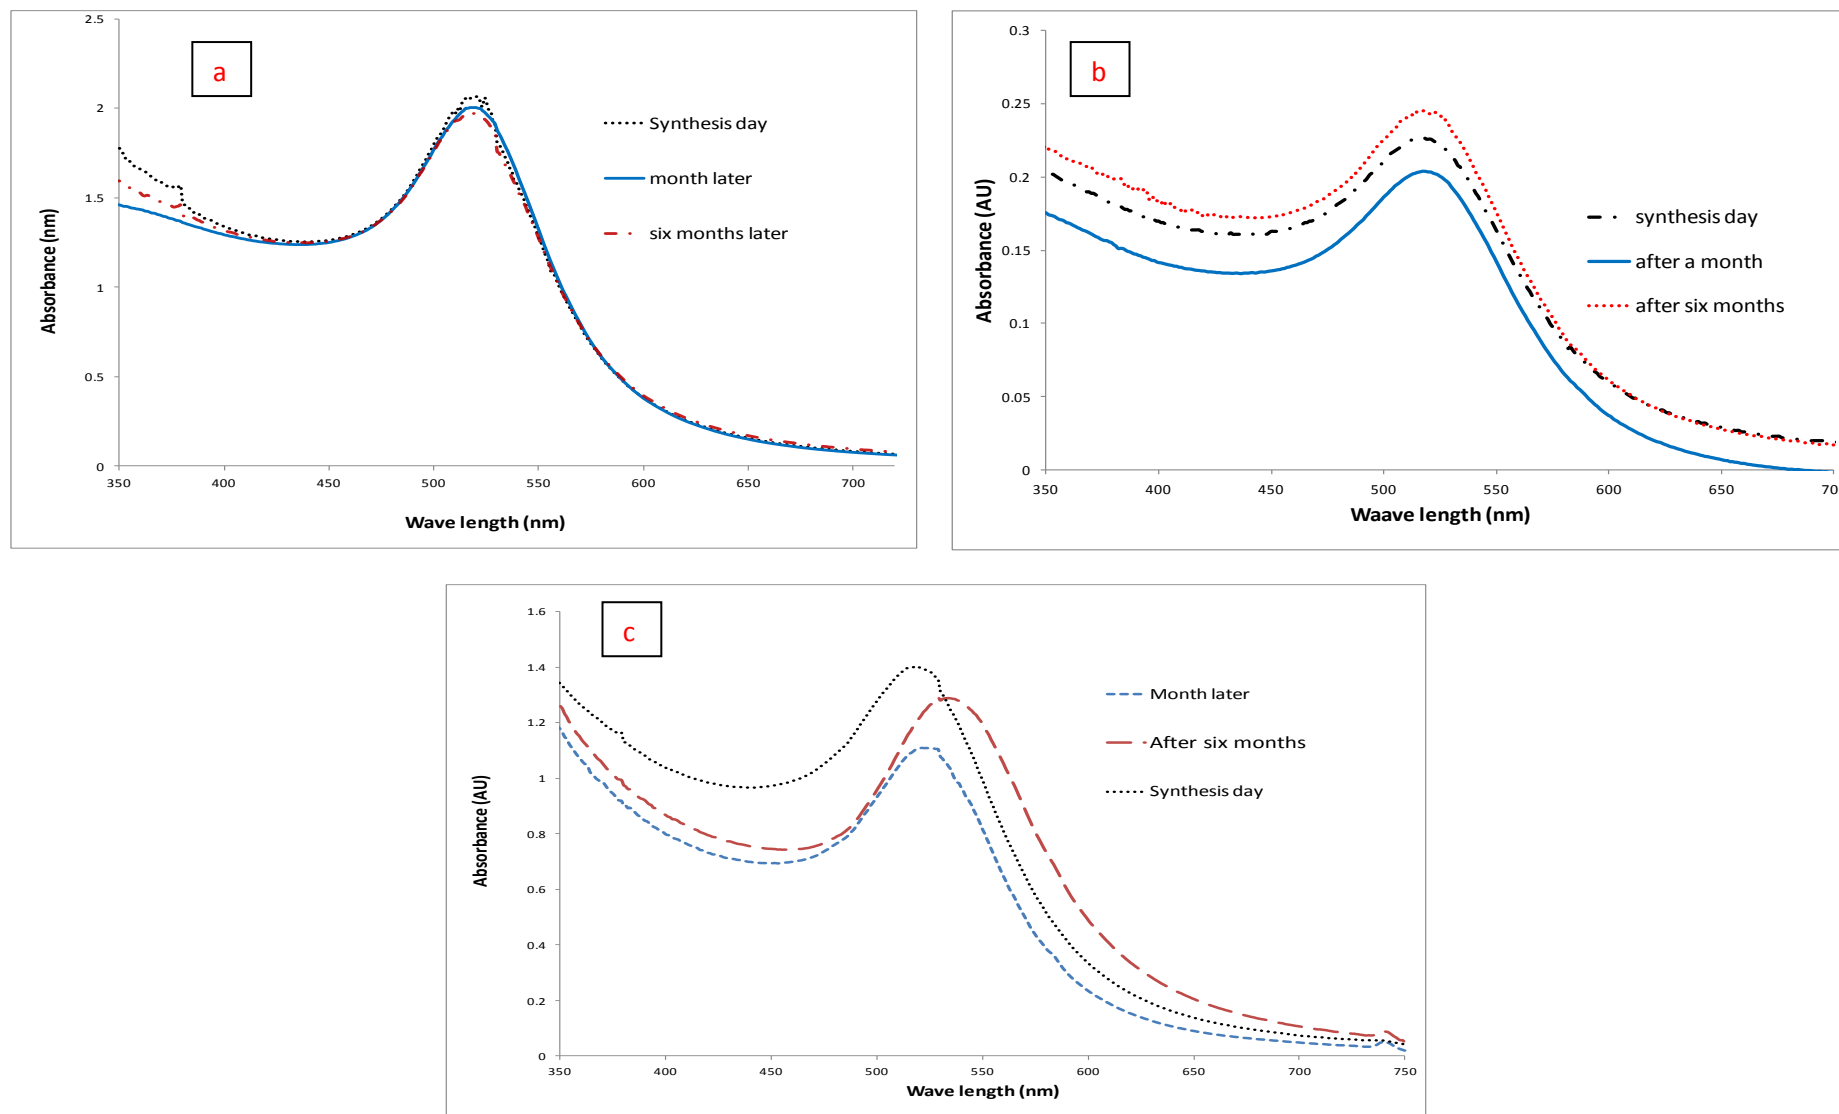 a
2.5
2
1.5
1
0.5
0
350 400 450 500 550 600 650 700
Absorbance (nm)
Wave length (nm)
Synthesis day
month later
six months later
b
0.3
0.25
0.2
0.15
0.1
0.05
0
350 400 450 500 550 600 650 70
Absorbance (AU)
Waave length (nm)
synthesis day
after a month
after six months
c
1.6
1.4
1.2
1
0.8
0.6
0.4
0.2
0
350 400 450 500 550 600 650 700 750
Absorbance (AU)
Wave length (nm)
Month later
After six months
Synthesis day